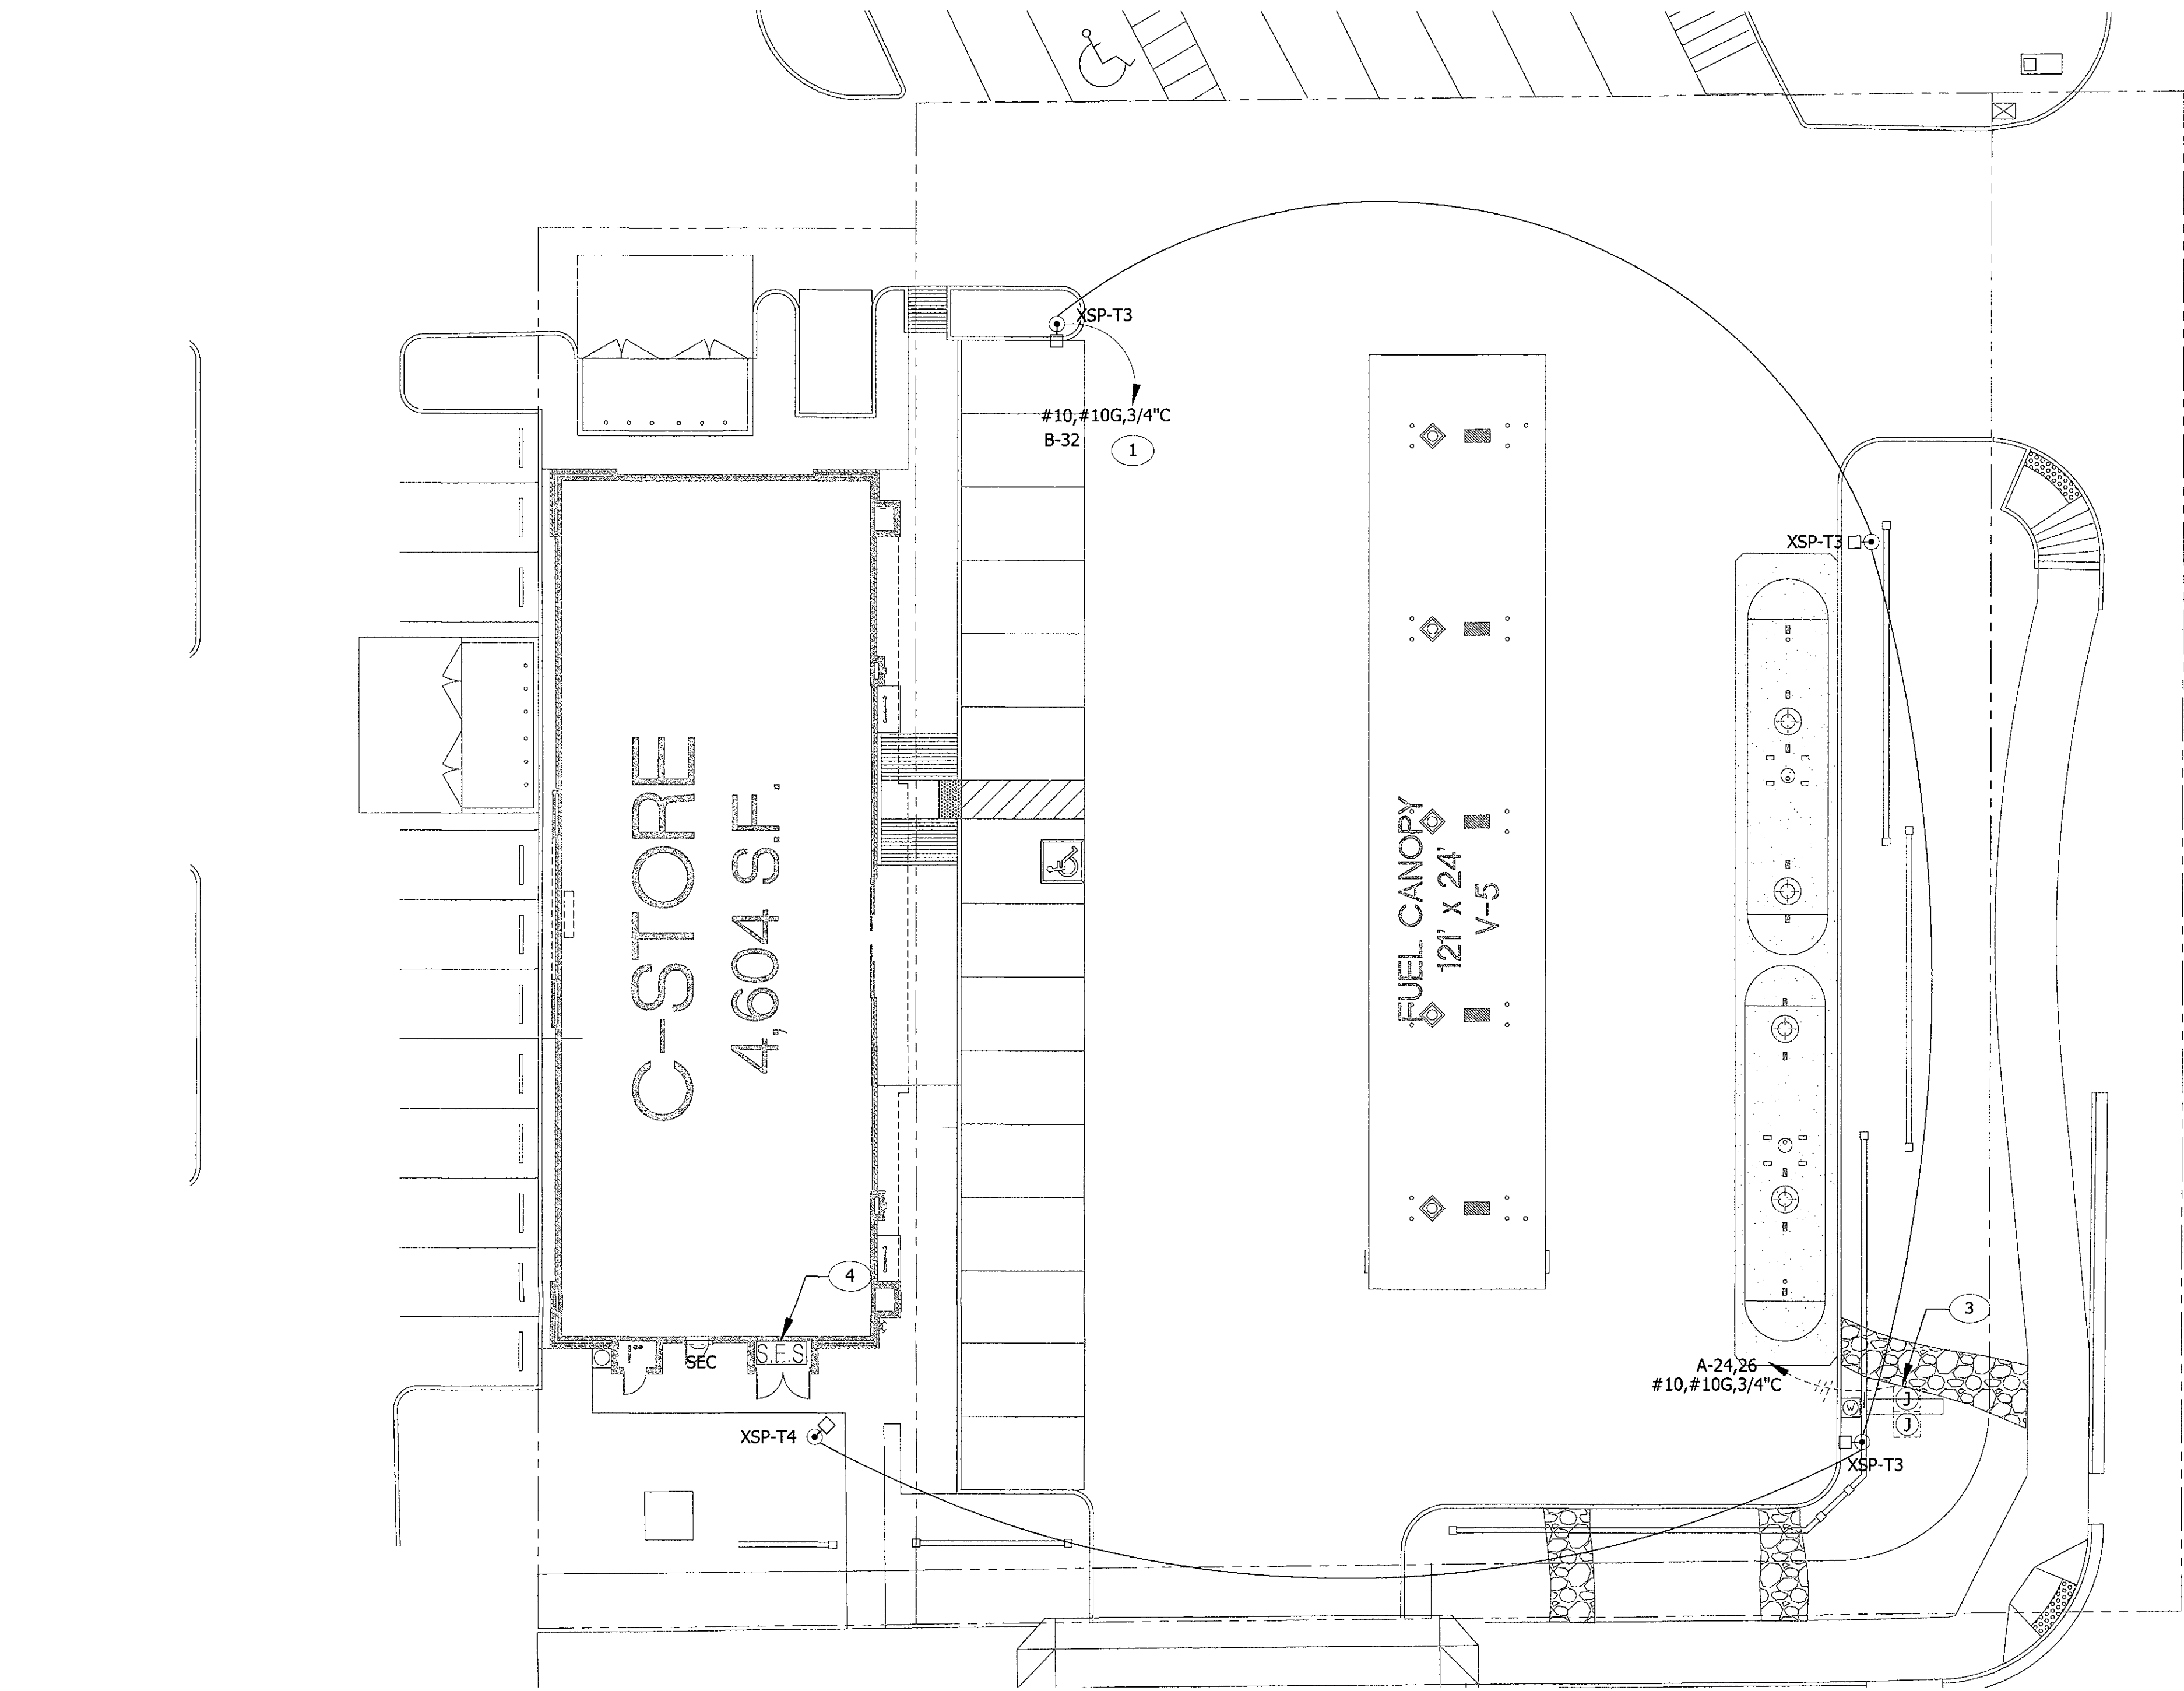 XSP-T3
#10,#10G,3/4"C
B-32
1
XSP-T3
C-STORE
4,604 S.F.
FUEL CANOPY
121' x 24'
V-5
4
3
S.E.S
SEC
A-24,26
#10,#10G,3/4"C
J
W
J
XSP-T4
XSP-T3